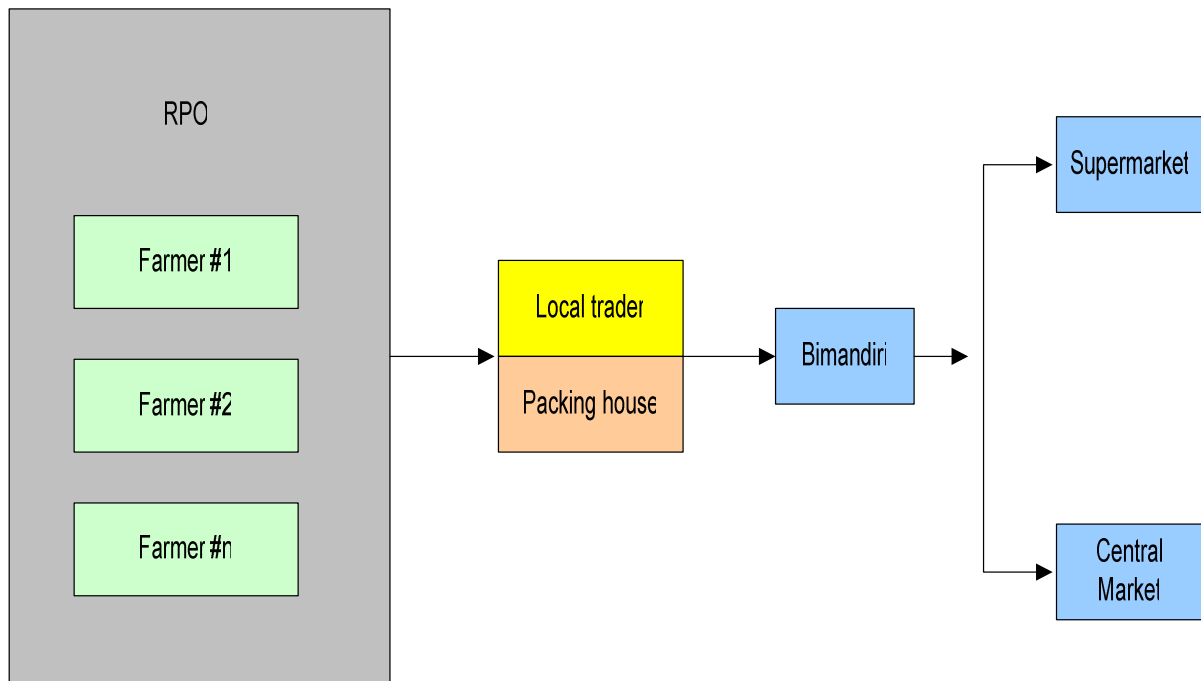 RPO
Farmer #1
Farmer #2
Farmer #n
Local trader
Packing house
Bimandiri
Supermarket
Central
Market